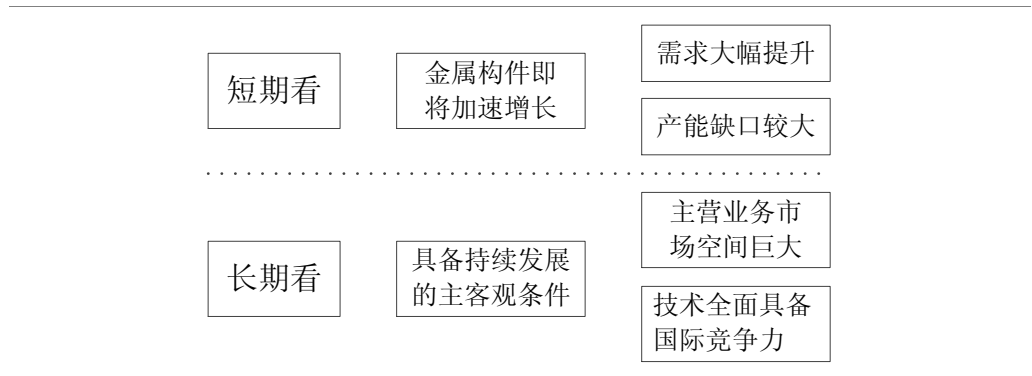 短期看
金属构件即
将加速增长
需求大幅提升
产能缺口较大
长期看
具备持续发展
的主客观条件
主营业务市
场空间巨大
技术全面具备
国际竞争力